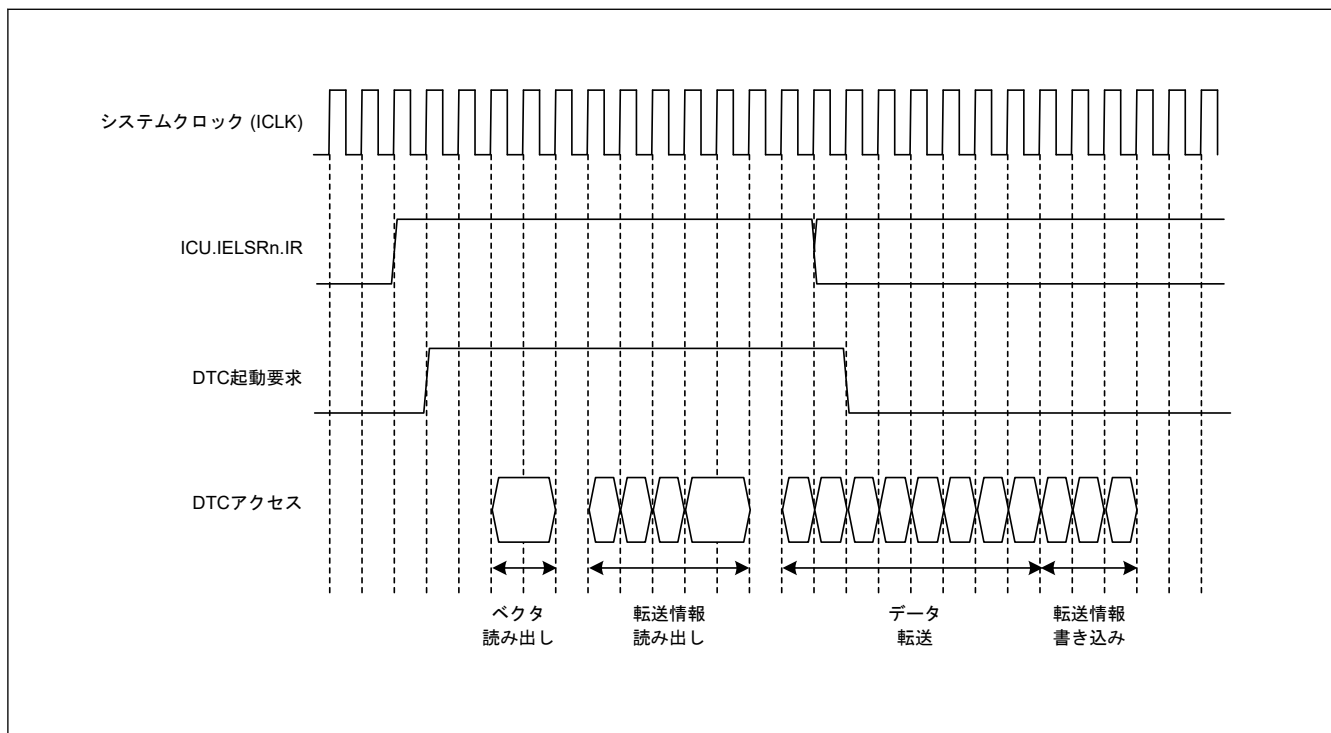 システムクロック (ICLK)
ICU.IELSRn.IR
DTC起動要求
DTCアクセス
ベクタ
読み出し
転送情報
読み出し
データ
転送
転送情報
書き込み